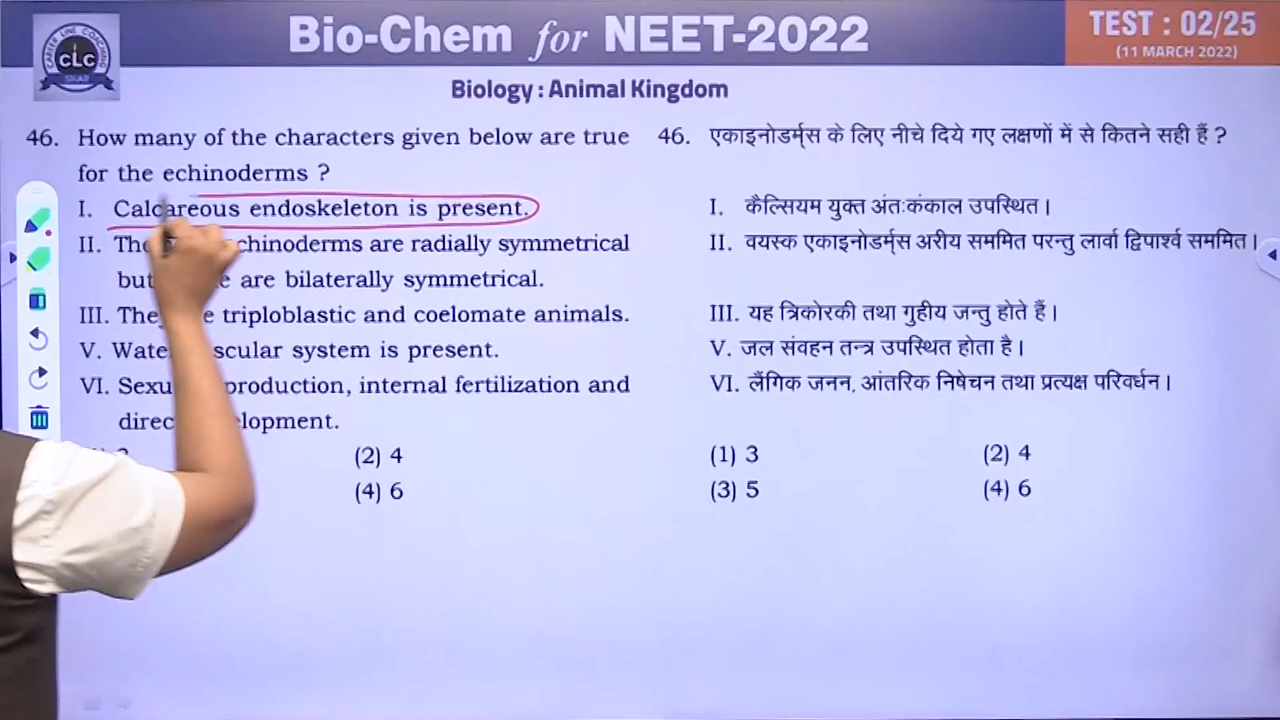 Bio-Chem for NEET-2022
TEST : 02/25
(11 MARCH 2022)
CAREER LINE COACHING
CLC
SIKAR
Biology : Animal Kingdom
46. How many of the characters given below are true
for the echinoderms ?
I. Calcareous endoskeleton is present.
II. The chinoderms are radially symmetrical
but are bilaterally symmetrical.
III. They triploblastic and coelomate animals.
V. Wate scular system is present.
VI. Sexu production, internal fertilization and
direc lopment.
(2) 4
(4) 6
46. एकाइनोडर्म्स के लिए नीचे दिये गए लक्षणों में से कितने सही हैं ?
I. कैल्सियम युक्त अंतःकंकाल उपस्थित।
II. वयस्क एकाइनोडर्म्स अरीय सममित परन्तु लार्वा द्विपार्श्व सममित।
III. यह त्रिकोरकी तथा गुहीय जन्तु होते हैं।
V. जल संवहन तन्त्र उपस्थित होता है।
VI. लैंगिक जनन, आंतरिक निषेचन तथा प्रत्यक्ष परिवर्धन।
(1) 3 (2) 4
(3) 5 (4) 6